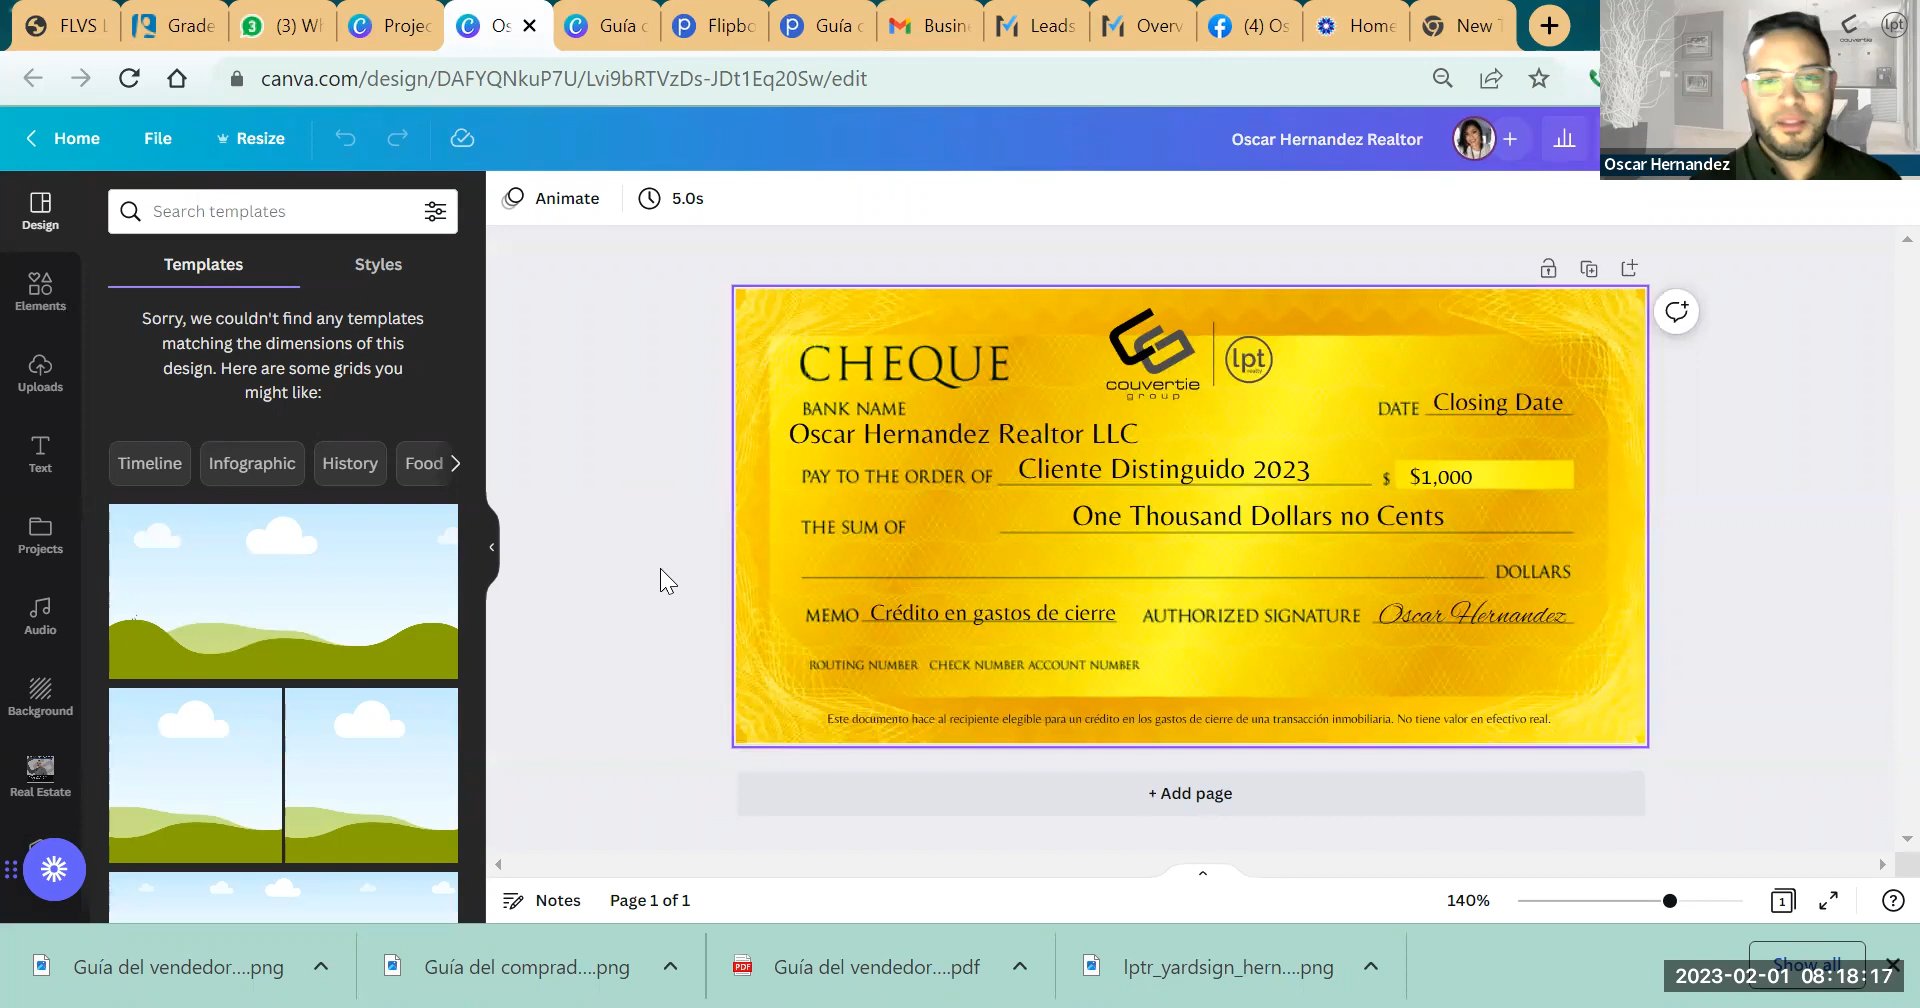 FLVS
Grade
(3) Wh
Projec
Os
Guía
Flipbo
Guía
Busin
Leads
Overv
(4) Os
Home
New
canva.com/design/DAFYQNkuP7U/Lvi9bRTVzDs-JDt1Eq20Sw/edit
Home
File
Resize
Oscar Hernandez Realtor
couvertie
lpt
Oscar Hernandez
Design
Elements
Uploads
Text
Projects
Audio
Background
Real Estate
Search templates
Templates
Styles
Sorry, we couldn't find any templates
matching the dimensions of this
design. Here are some grids you
might like:
Timeline
Infographic
History
Food
Animate
5.0s
CHEQUE
couvertie
group
lpt
realty
BANK NAME
DATE Closing Date
Oscar Hernandez Realtor LLC
PAY TO THE ORDER OF Cliente Distinguido 2023 $ $1,000
THE SUM OF One Thousand Dollars no Cents
DOLLARS
MEMO Crédito en gastos de cierre AUTHORIZED SIGNATURE Oscar Hernandez
ROUTING NUMBER CHECK NUMBER ACCOUNT NUMBER
Este documento hace al recipiente elegible para un crédito en los gastos de cierre de una transacción inmobiliaria. No tiene valor en efectivo real.
+ Add page
Notes
Page 1 of 1
140%
1
Guía del vendedor....png
Guía del comprad....png
PDF
Guía del vendedor....pdf
lptr_yardsign_hern....png
Show all
2023-02-01 08:18:17